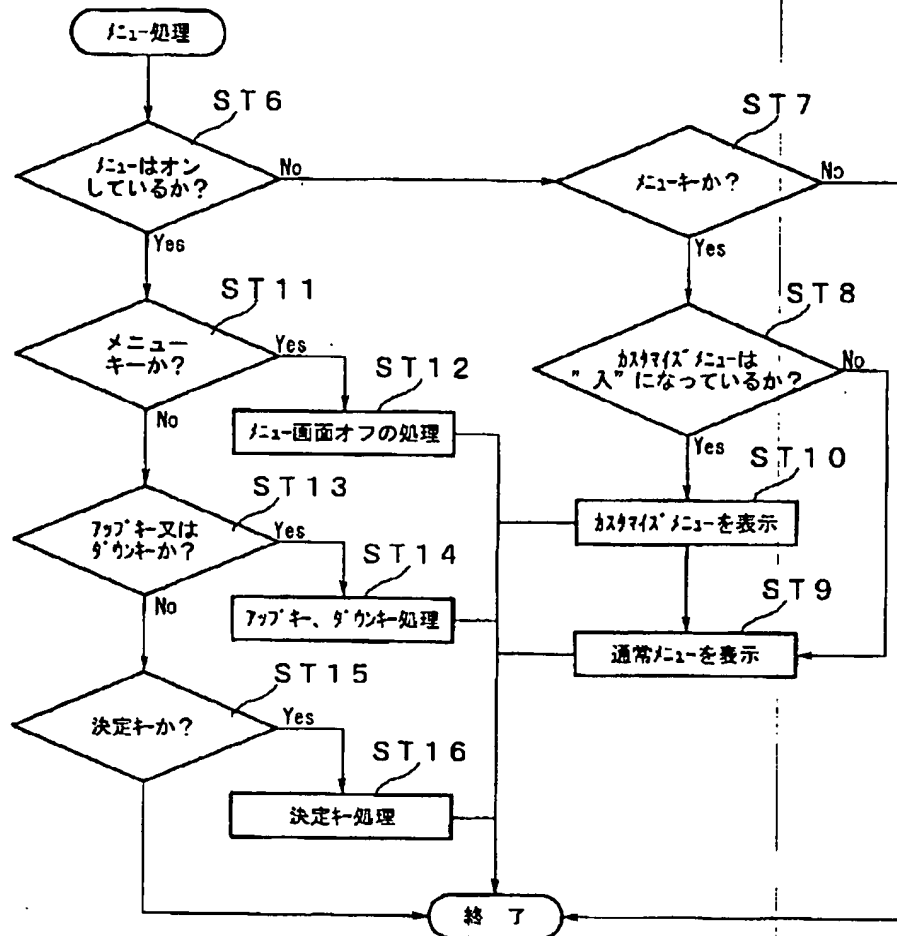 メニュー処理
ST6
メニューはオン
しているか?
No
Yes
ST7
メニューキーか?
No
Yes
ST8
カスタマイズメニューは
"入"になっているか?
No
Yes
ST11
メニュー
キーか?
Yes
No
ST12
メニュー画面オフの処理
ST10
カスタマイズメニューを表示
ST13
アップキー又は
ダウンキーか?
Yes
No
ST14
アップキー、ダウンキー処理
ST9
通常メニューを表示
ST15
決定キーか?
Yes
ST16
決定キー処理
終 了